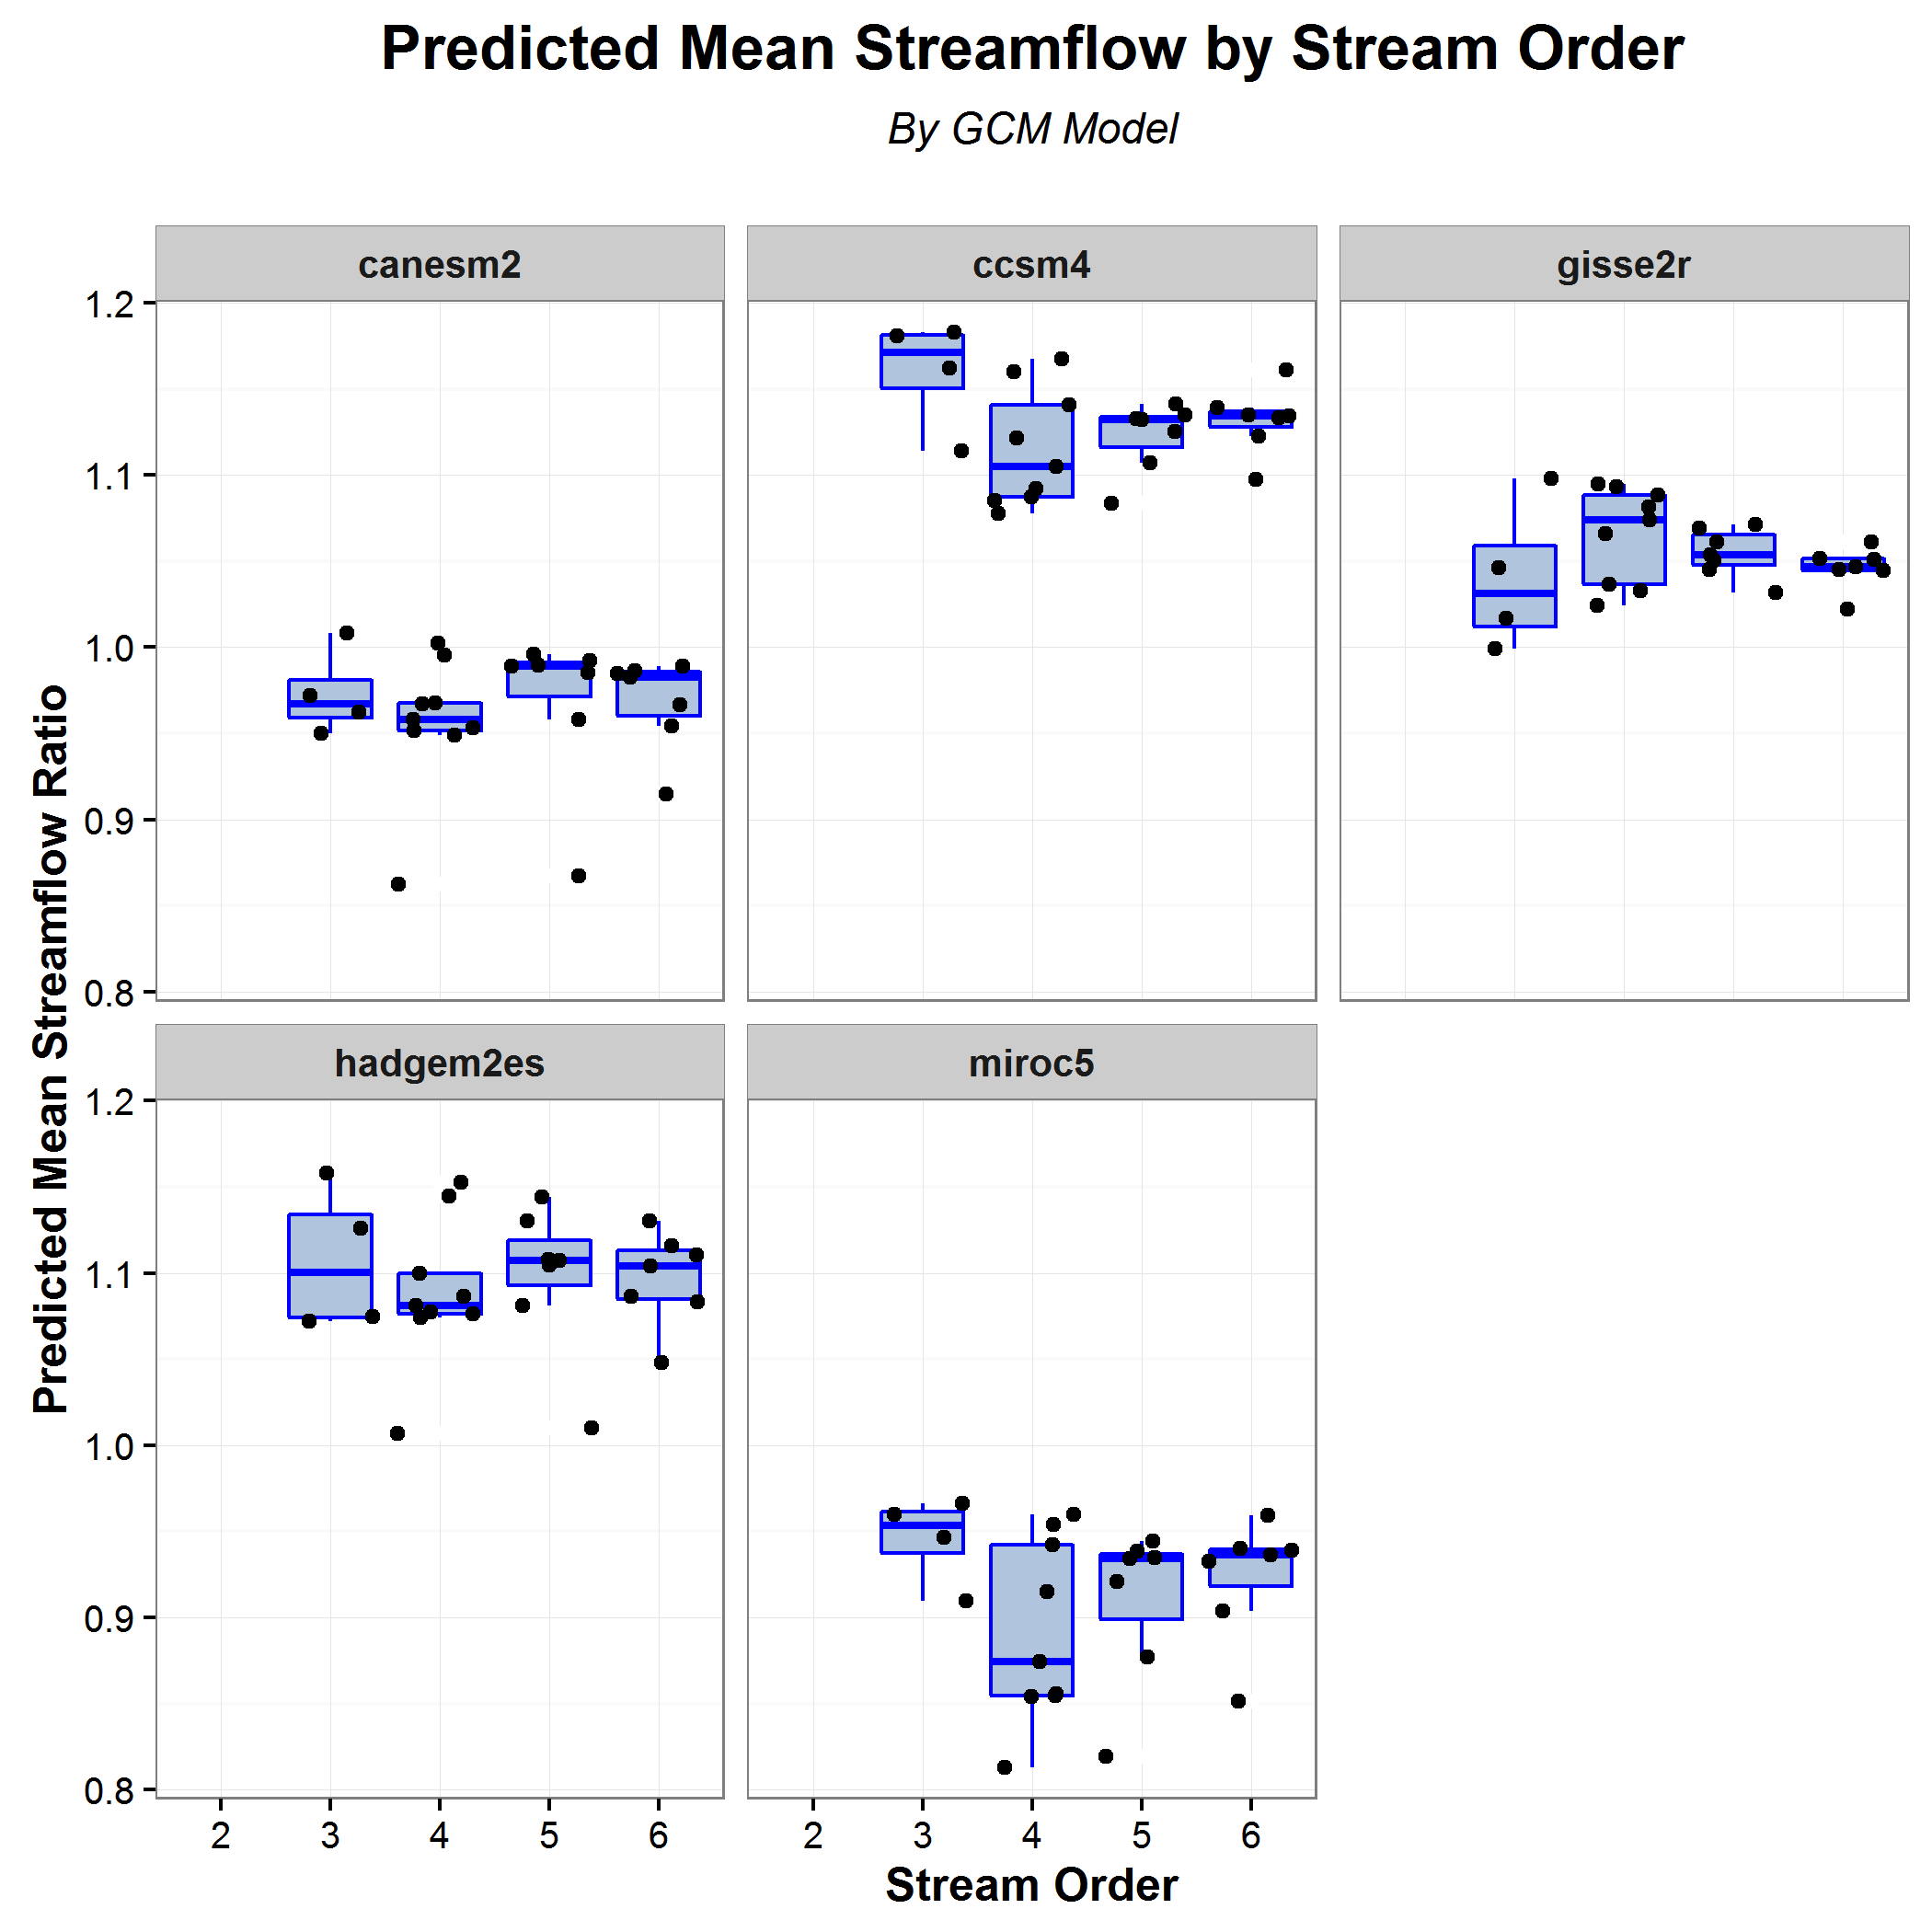 Predicted Mean Streamflow by Stream Order
By GCM Model
canesm2
ccsm4
gisse2r
1.2
1.1
1.0
0.9
0.8
Predicted Mean Streamflow Ratio
hadgem2es
miroc5
1.2
1.1
1.0
0.9
0.8
2 3 4 5 6
2 3 4 5 6
Stream Order